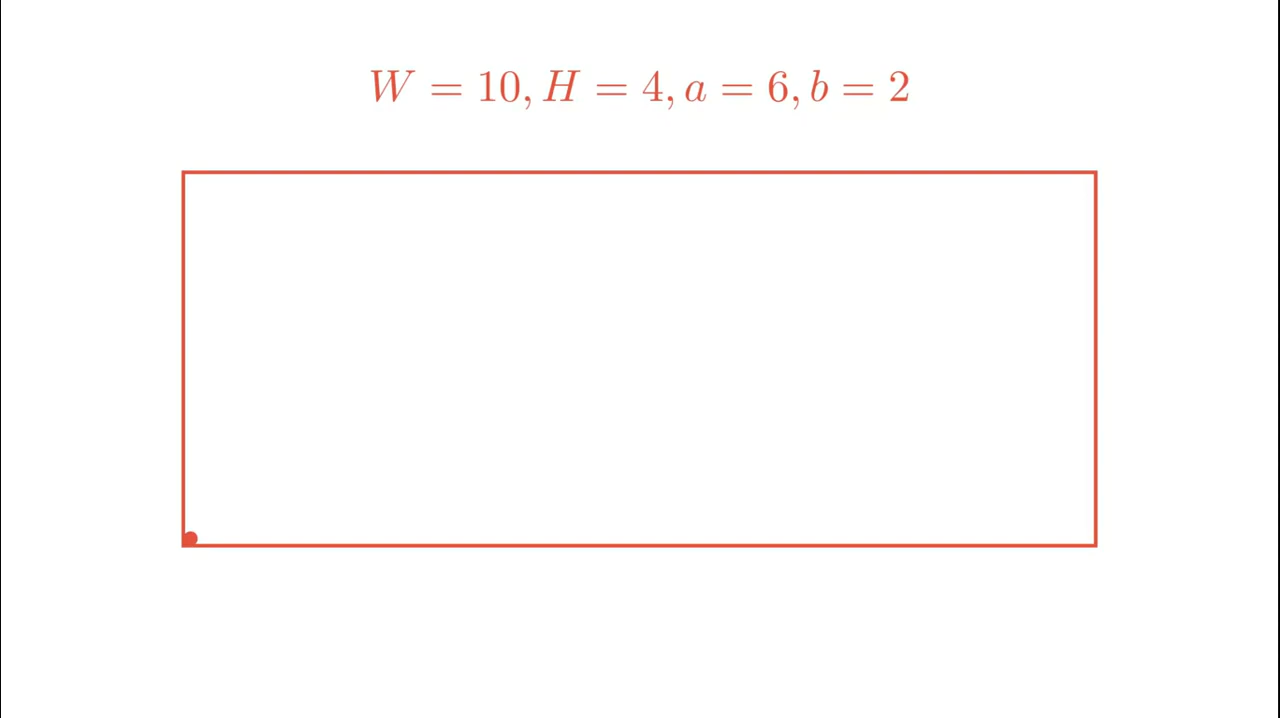 W = 10, H = 4, a = 6, b = 2